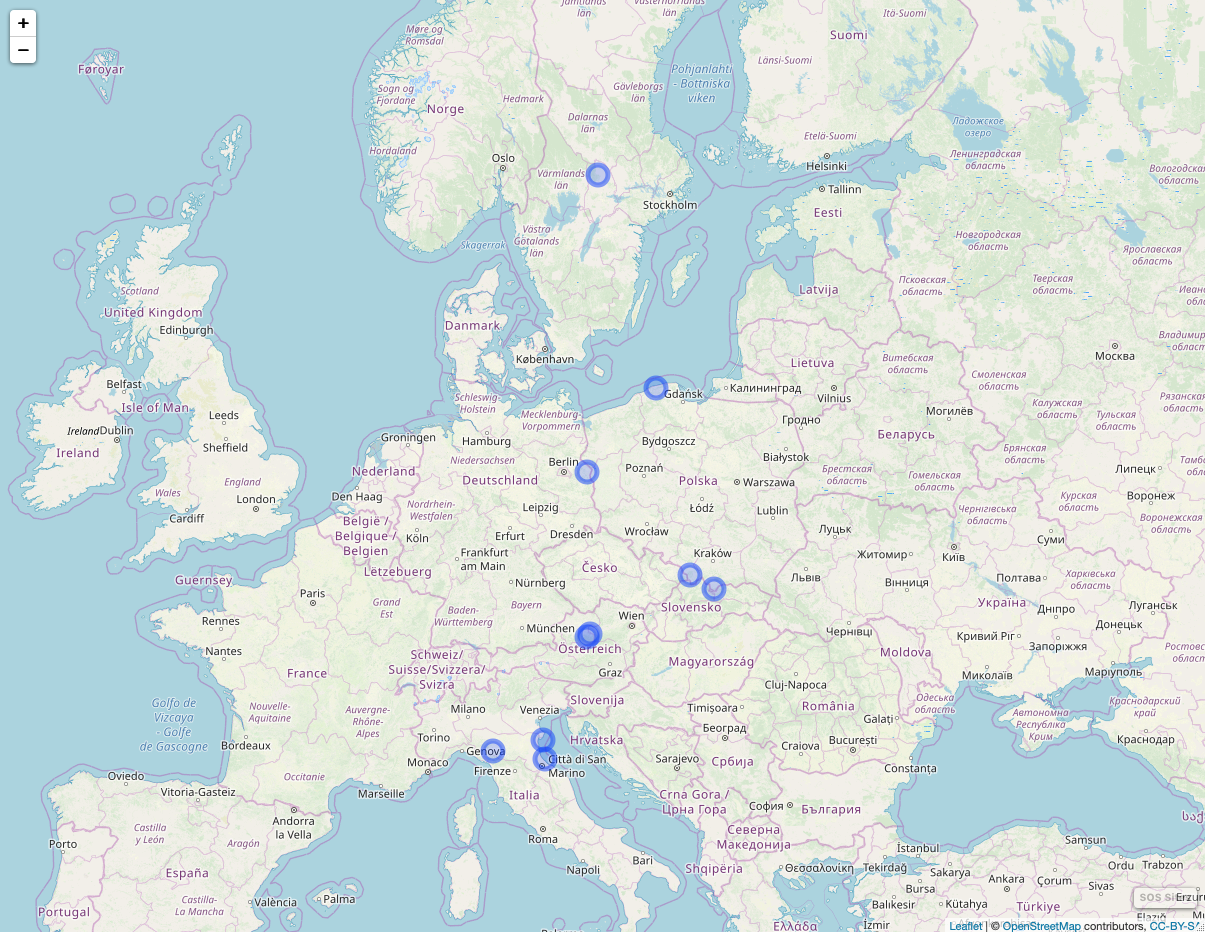 +
−
Jämtlands
län
Västernorrlands
län
Itä-Suomi
Suomi
Møre og
Romsdal
Føroyar
Pohjanlahti
- Bottniska
viken
Länsi-Suomi
Sogn og
Fjordane
Norge
Hedmark
Gävleborgs
län
Dalarnas
län
Ладожское
озеро
Etelä-Suomi
Hordaland
Oslo
Helsinki
Ленинградская
область
Вологодская
область
Värmlands
län
Tallinn
Stockholm
Eesti
Västra
Götalands
län
Skagerrak
Новгородская
область
Ярославская
область
Псковская
область
Тверская
область
Scotland
United Kingdom
Edinburgh
Latvija
Danmark
København
Москва
Владимир
область
Lietuva
Витебская
область
Смоленская
область
Belfast
Isle of Man
Leeds
Sheffield
Schleswig-
Holstein
Mecklenburg-
Vorpommern
Gdańsk
Калининград
Vilnius
Гродно
Могилёв
Калужская
область
Тульская
область
Рязанская
область
Ireland
Dublin
Ireland
Groningen
Hamburg
Bydgoszcz
Беларусь
Białystok
Брянская
область
Nederland
Niedersachsen
Deutschland
Berlin
Poznań
Polska
Warszawa
Брестская
область
Гомельская
область
Липецк
Тамбо
область
Wales
England
London
Cardiff
Den Haag
Nordrhein-
Westfalen
Leipzig
Łódź
Lublin
Чернігівська
область
Курская
область
Воронеж
Воронежская
область
België /
Belgique /
Belgien
Köln
Erfurt
Dresden
Wrocław
Луцьк
Суми
Frankfurt
am Main
Kraków
Житомир
Київ
Lëtzebuerg
Česko
Львів
Вінниця
Полтава
Харківська
область
Guernsey
Nürnberg
Paris
Grand
Est
Baden-
Württemberg
Bayern
Slovensko
Україна
Дніпро
Луганськ
Rennes
München
Wien
Чернівці
Кривий Ріг
Донецьк
Запоріжжя
Nantes
Österreich
Schweiz/
Suisse/Svizzera/
Svizra
Graz
Magyarország
Moldova
Ростовс
област
France
Миколаїв
Маріуполь
Cluj-Napoca
Golfo de
Vizcaya
- Golfe
de Gascogne
Nouvelle-
Aquitaine
Auvergne-
Rhône-
Alpes
Milano
Venezia
Slovenija
Timișoara
România
Одеська
область
Автономна
Республіка
Крим
Краснодарский
край
Bordeaux
Torino
Genova
Hrvatska
Београд
Galați
Краснодар
Craiova
București
Monaco
Firenze
Città di San
Marino
Sarajevo
Србија
Constanța
Oviedo
Occitanie
Vitoria-Gasteiz
Marseille
Italia
Crna Gora /
Црна Гора
София
България
Andorra
la Vella
Porto
Castilla
y León
Aragón
Roma
Северна
Македонија
İstanbul
Samsun
Bari
Napoli
Shqipëria
Θεσσαλονίκη
Tekirdağ
Sakarya
Ordu
Trabzon
España
Bursa
Ankara
Çorum
Sivas
Palma
València
Castilla-
La Mancha
Balıkesir
Kütahya
Türkiye
Portugal
Ελλάδα
İzmir
Leaflet | © OpenStreetMap contributors, CC-BY-SA